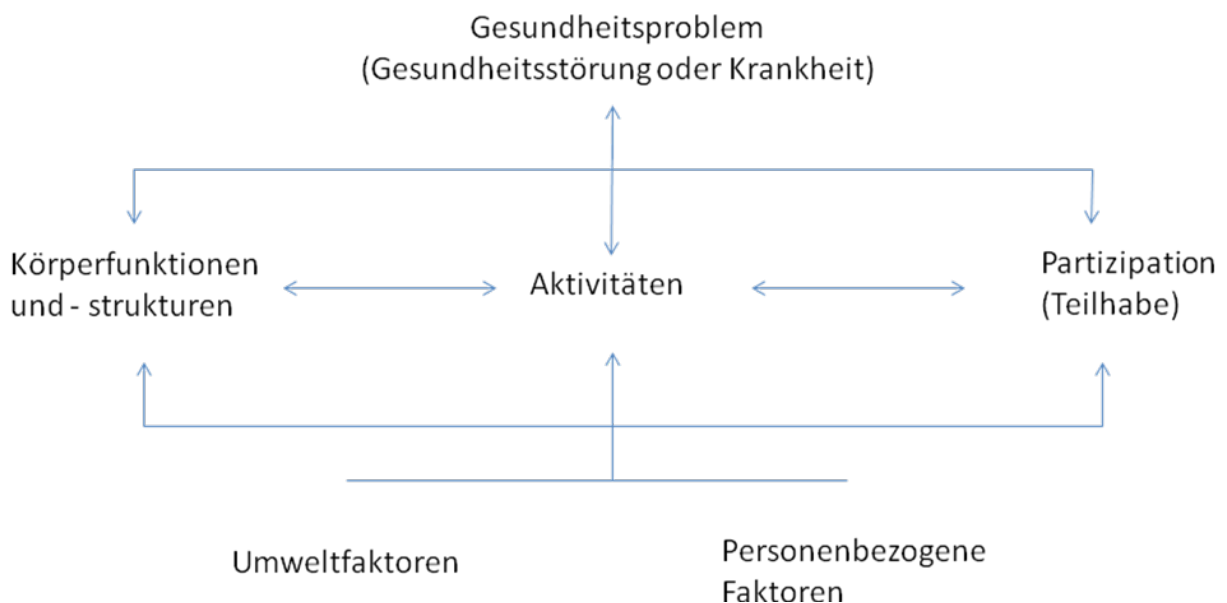 Gesundheitsproblem
(Gesundheitsstörung oder Krankheit)
Körperfunktionen
und - strukturen
Aktivitäten
Partizipation
(Teilhabe)
Umweltfaktoren
Personenbezogene
Faktoren